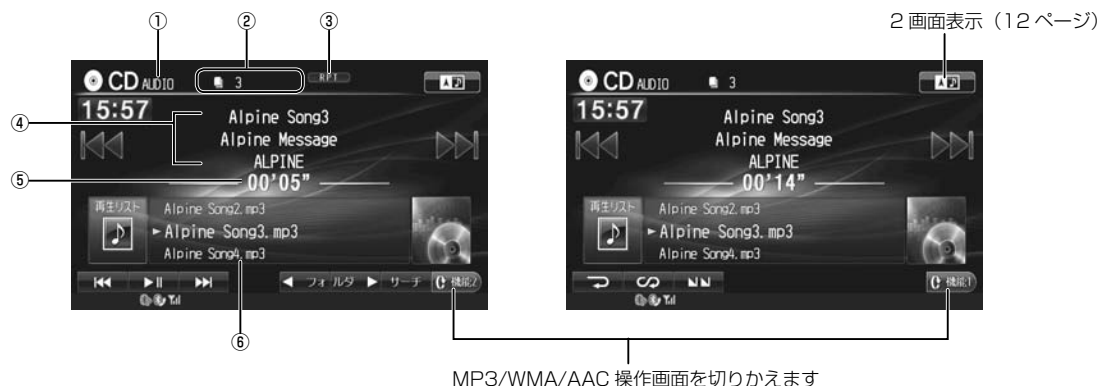 ① ② ③ 2画面表示（12ページ）
CD AUDIO 3 RPT
15:57
④ Alpine Song3
Alpine Message
ALPINE
⑤ 00'05"
再生リスト
Alpine Song2.mp3
►Alpine Song3.mp3
Alpine Song4.mp3
◄ フォルダ ► サーチ 機能2
⑥
CD AUDIO 3
15:57
Alpine Song3
Alpine Message
ALPINE
00'14"
再生リスト
Alpine Song2.mp3
►Alpine Song3.mp3
Alpine Song4.mp3
機能1
MP3/WMA/AAC 操作画面を切りかえます